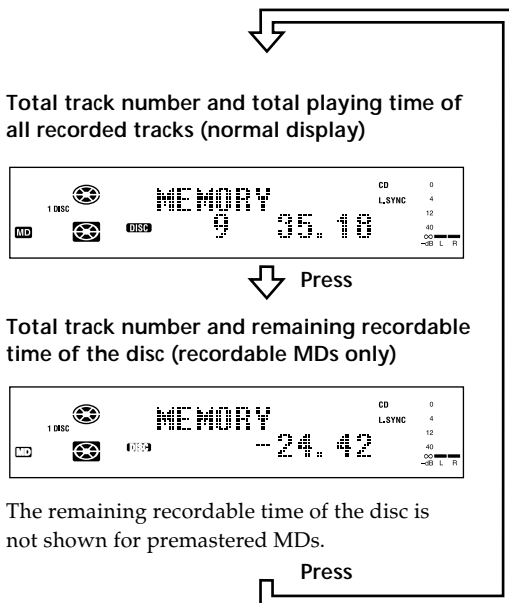 Total track number and total playing time of
all recorded tracks (normal display)
1 DISC
MD
DISC
MEMORY
9 35.18
CD
L.SYNC
0
4
12
40
∞
–dB L R
Press
Total track number and remaining recordable
time of the disc (recordable MDs only)
1 DISC
MD
DISC
MEMORY
-24.42
CD
L.SYNC
0
4
12
40
∞
–dB L R
The remaining recordable time of the disc is
not shown for premastered MDs.
Press